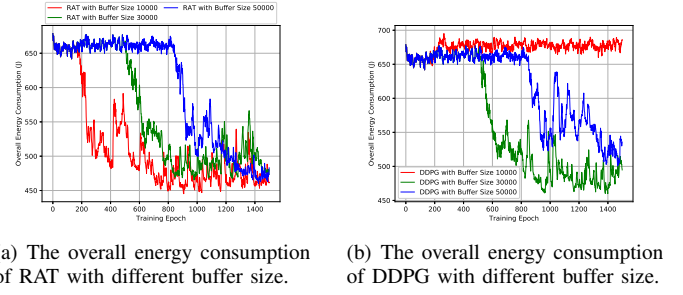 RAT with Buffer Size 10000
RAT with Buffer Size 50000
RAT with Buffer Size 30000
Overall Energy Consumption (J)
650
600
550
500
450
0 200 400 600 800 1000 1200 1400
Training Epoch
Overall Energy Consumption (J)
700
650
600
550
500
450
DDPG with Buffer Size 10000
DDPG with Buffer Size 30000
DDPG with Buffer Size 50000
0 200 400 600 800 1000 1200 1400
Training Epoch
a) The overall energy consumption
of RAT with different buffer size.
(b) The overall energy consumption
of DDPG with different buffer size.